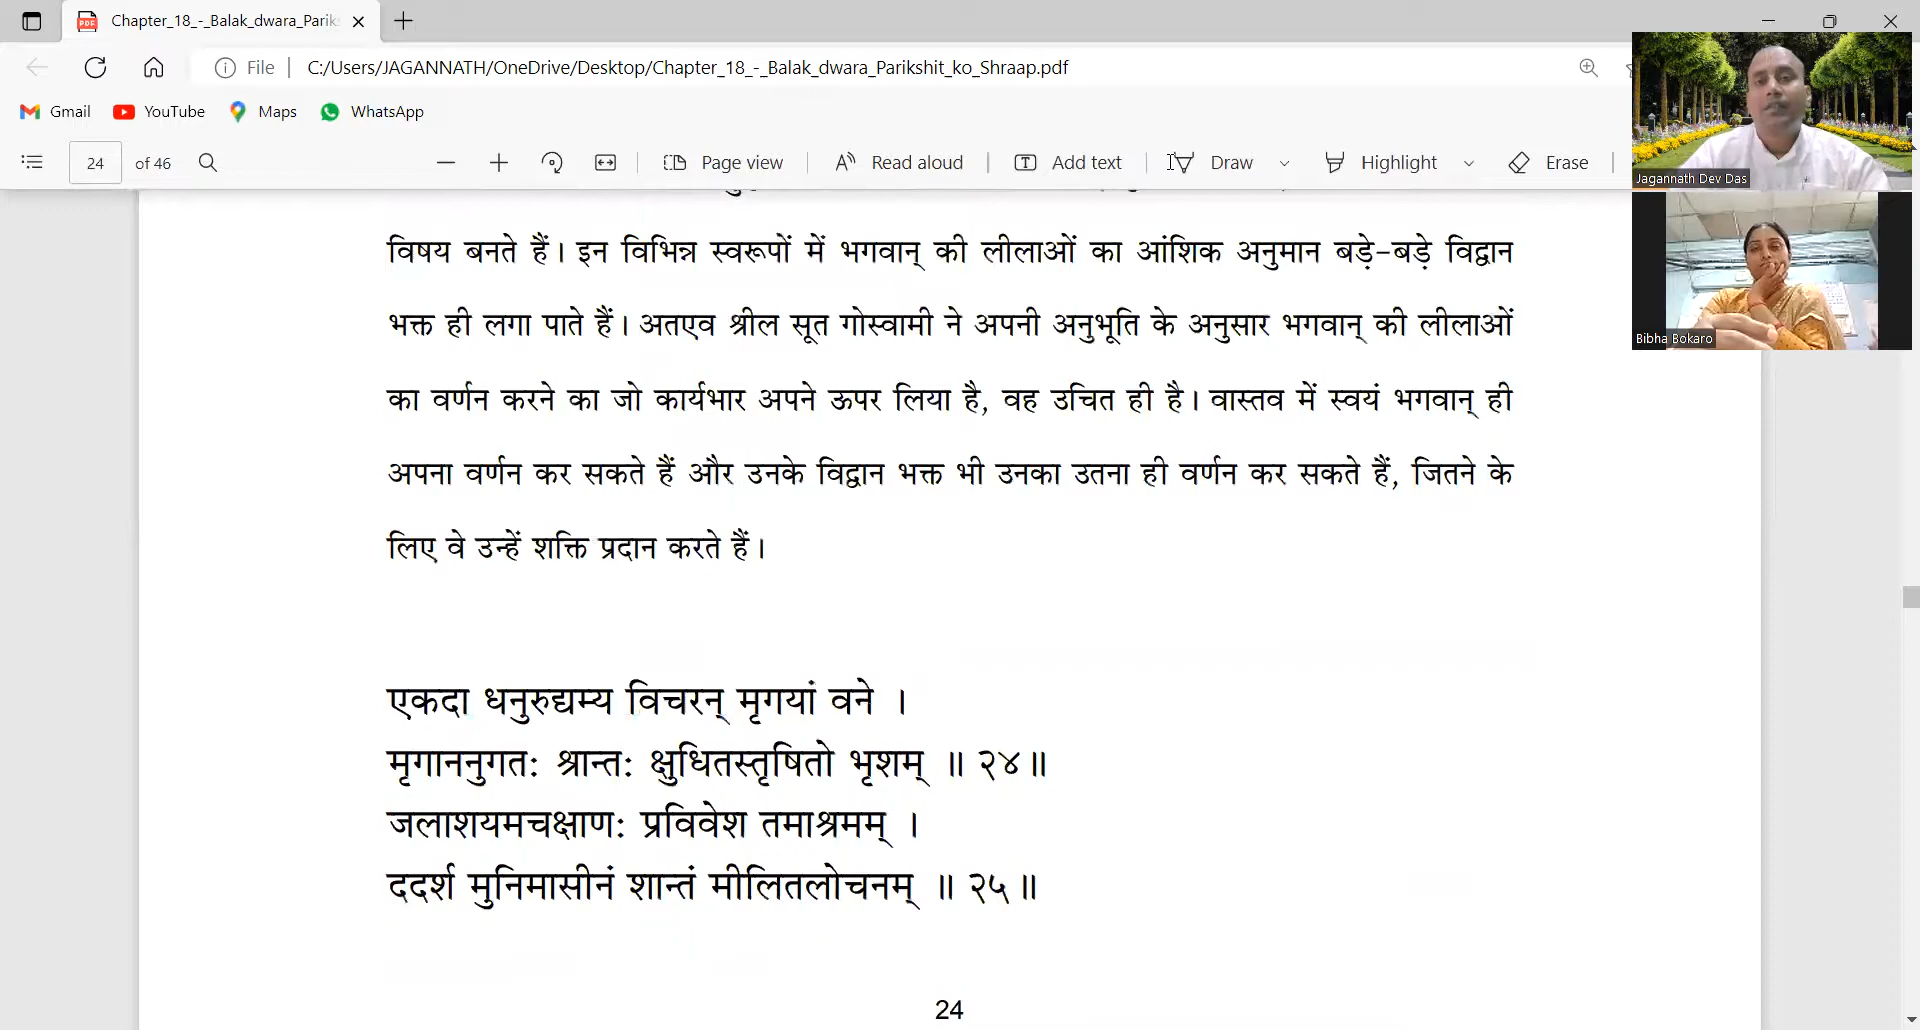 Chapter_18_-_Balak_dwara_Parik
File
C:/Users/JAGANNATH/OneDrive/Desktop/Chapter_18_-_Balak_dwara_Parikshit_ko_Shraap.pdf
Gmail YouTube Maps WhatsApp
24 of 46 Page view Read aloud Add text Draw Highlight Erase
Jagannath Dev Das
Bibha Bokaro
विषय बनते हैं। इन विभिन्न स्वरूपों में भगवान् की लीलाओं का आंशिक अनुमान बड़े-बड़े विद्वान
भक्त ही लगा पाते हैं। अतएव श्रील सूत गोस्वामी ने अपनी अनुभूति के अनुसार भगवान् की लीलाओं
का वर्णन करने का जो कार्यभार अपने ऊपर लिया है, वह उचित ही है। वास्तव में स्वयं भगवान् ही
अपना वर्णन कर सकते हैं और उनके विद्वान भक्त भी उनका उतना ही वर्णन कर सकते हैं, जितने के
लिए वे उन्हें शक्ति प्रदान करते हैं।
एकदा धनुरुद्यम्य विचरन् मृगयां वने ।
मृगाननुगतः श्रान्तः क्षुधितस्तृषितो भृशम् ॥ २४॥
जलाशयमचक्षाणः प्रविवेश तमाश्रमम् ।
ददर्श मुनिमासीनं शान्तं मीलितलोचनम् ॥ २५॥
24